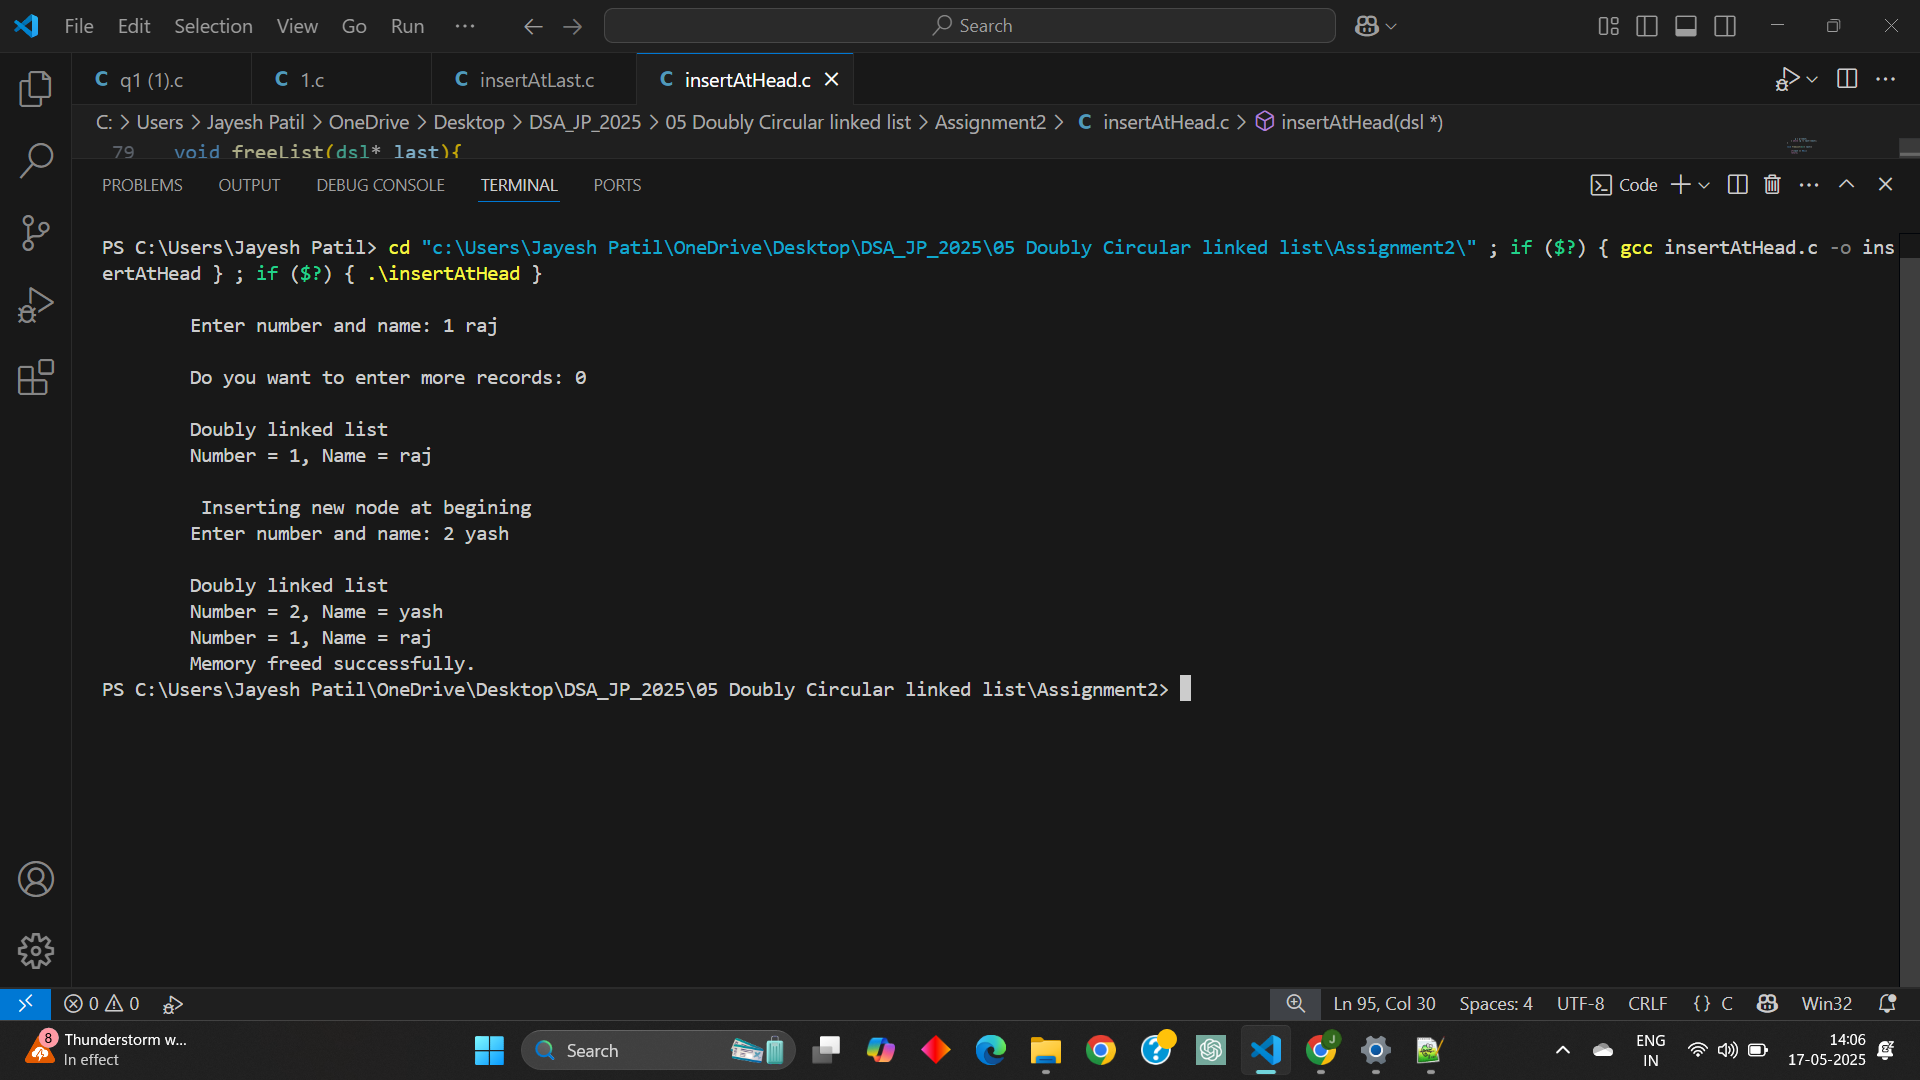 File Edit Selection View Go Run ... Search
C q1 (1).c C 1.c C insertAtLast.c C insertAtHead.c
C: > Users > Jayesh Patil > OneDrive > Desktop > DSA_JP_2025 > 05 Doubly Circular linked list > Assignment2 > C insertAtHead.c > insertAtHead(dsl *)
79 void freeList(dsl* last){
PROBLEMS OUTPUT DEBUG CONSOLE TERMINAL PORTS Code
PS C:\Users\Jayesh Patil> cd "c:\Users\Jayesh Patil\OneDrive\Desktop\DSA_JP_2025\05 Doubly Circular linked list\Assignment2\" ; if ($?) { gcc insertAtHead.c -o ins
ertAtHead } ; if ($?) { .\insertAtHead }
Enter number and name: 1 raj
Do you want to enter more records: 0
Doubly linked list
Number = 1, Name = raj
Inserting new node at begining
Enter number and name: 2 yash
Doubly linked list
Number = 2, Name = yash
Number = 1, Name = raj
Memory freed successfully.
PS C:\Users\Jayesh Patil\OneDrive\Desktop\DSA_JP_2025\05 Doubly Circular linked list\Assignment2>
0 0 Ln 95, Col 30 Spaces: 4 UTF-8 CRLF {} C Win32
8 Thunderstorm w...
In effect
Search
J
ENG
IN
14:06
17-05-2025